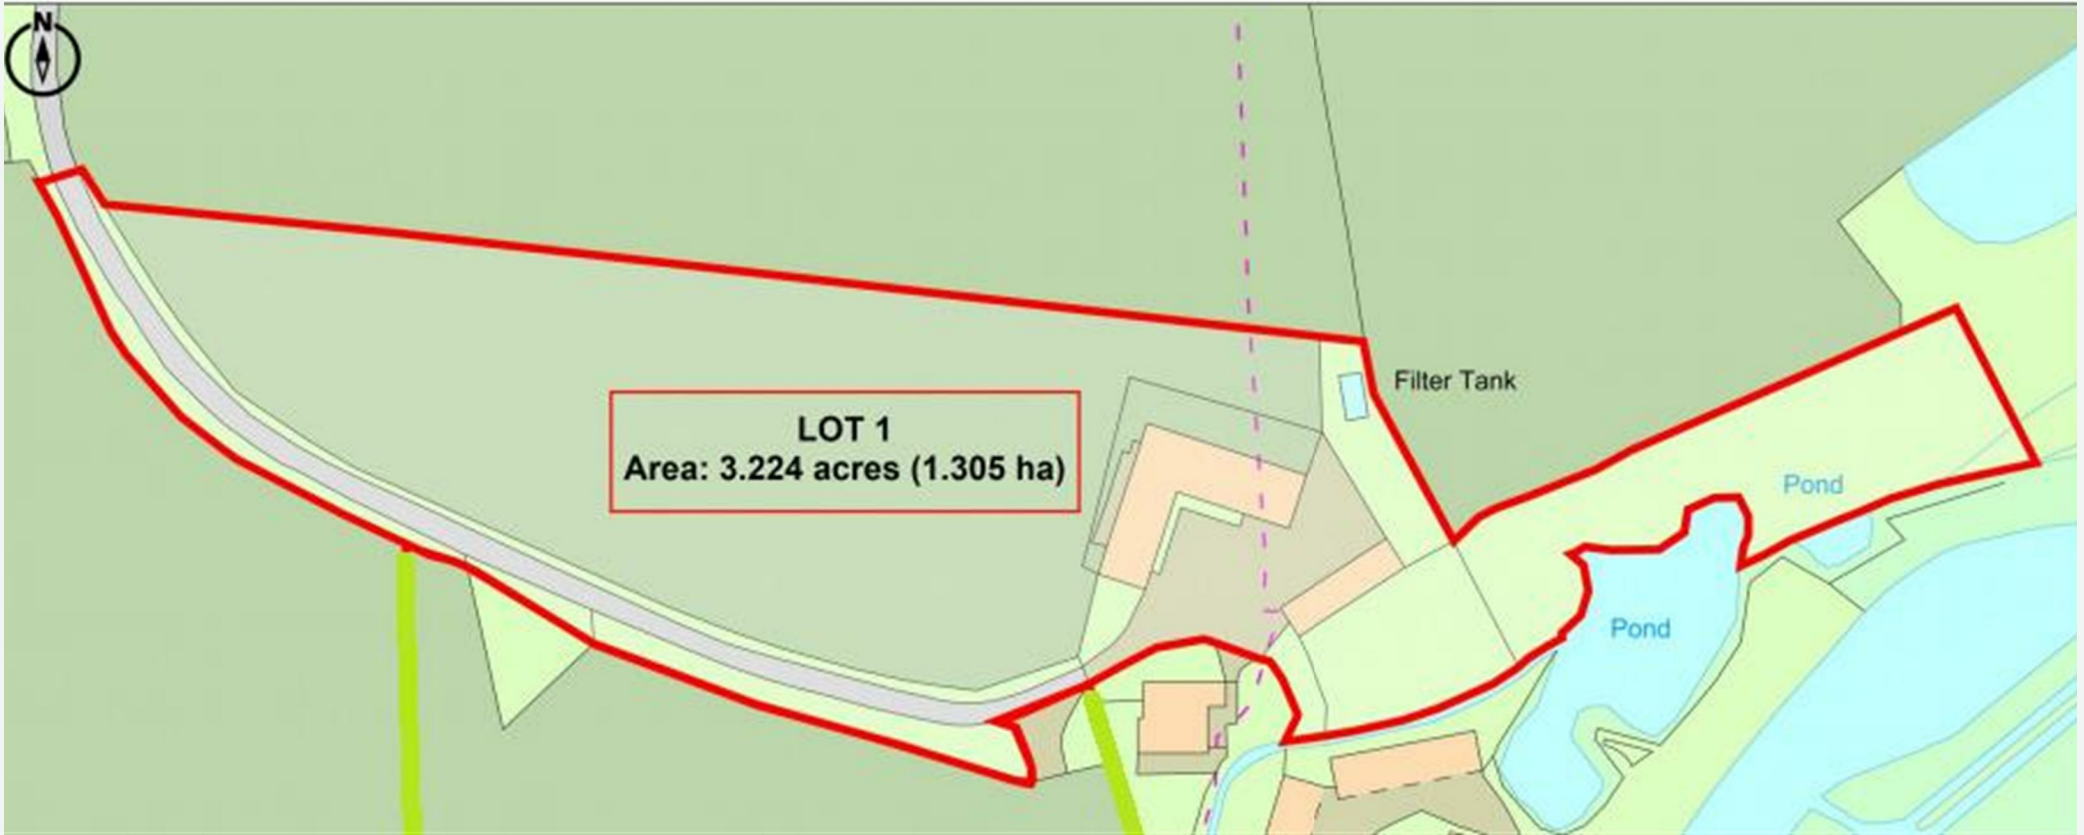 N
LOT 1
Area: 3.224 acres (1.305 ha)
Filter Tank
Pond
Pond